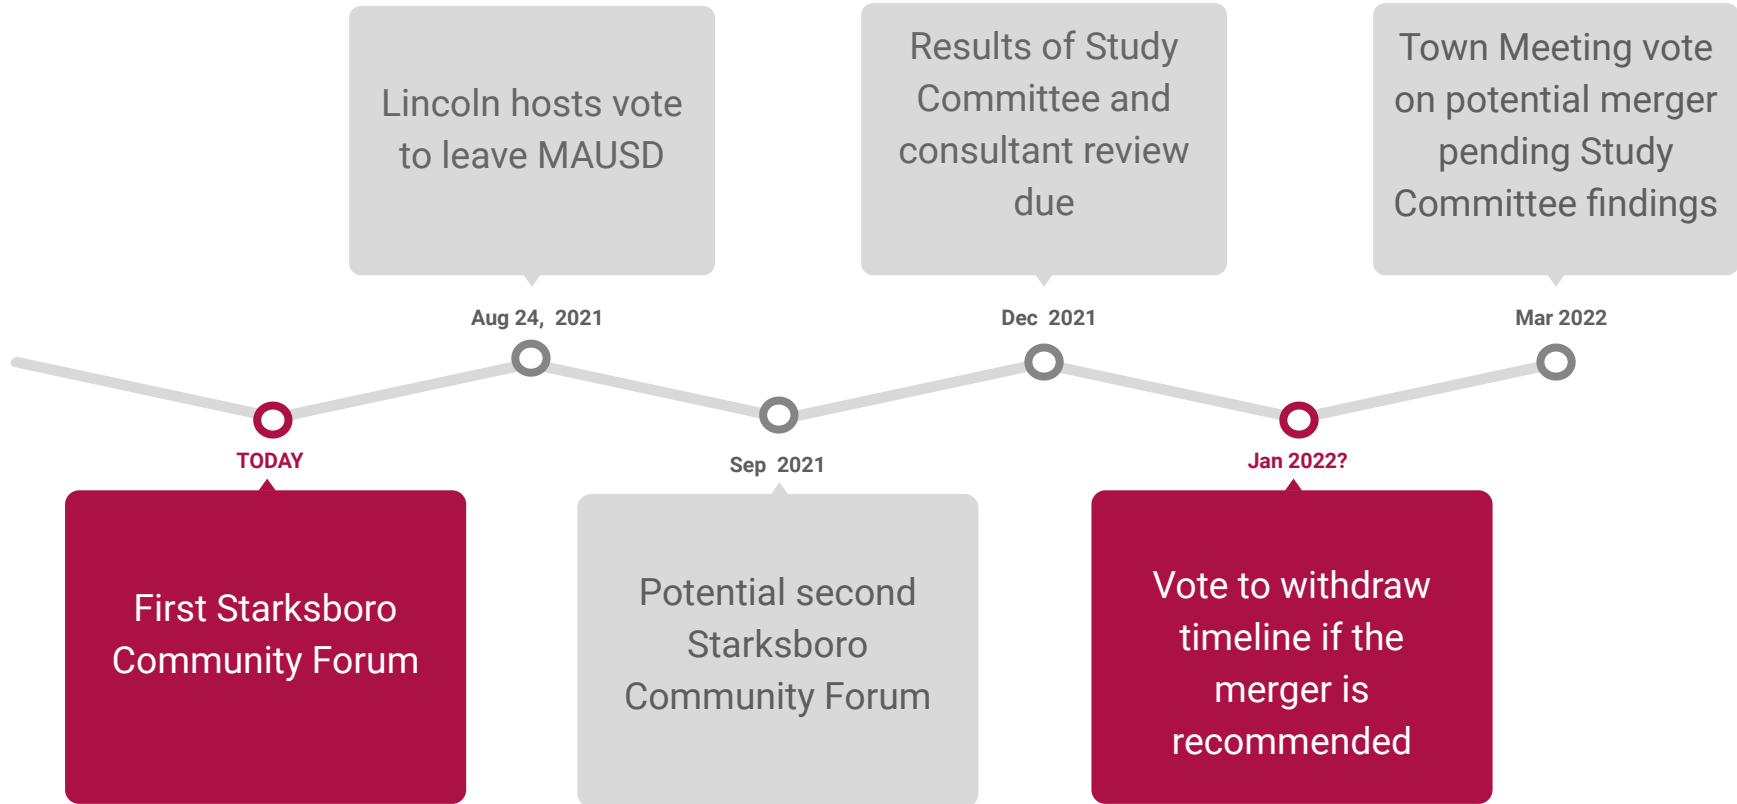 Lincoln hosts vote
to leave MAUSD
Results of Study
Committee and
consultant review
due
Town Meeting vote
on potential merger
pending Study
Committee findings
Aug 24, 2021
Dec 2021
Mar 2022
TODAY
Sep 2021
Jan 2022?
First Starksboro
Community Forum
Potential second
Starksboro
Community Forum
Vote to withdraw
timeline if the
merger is
recommended